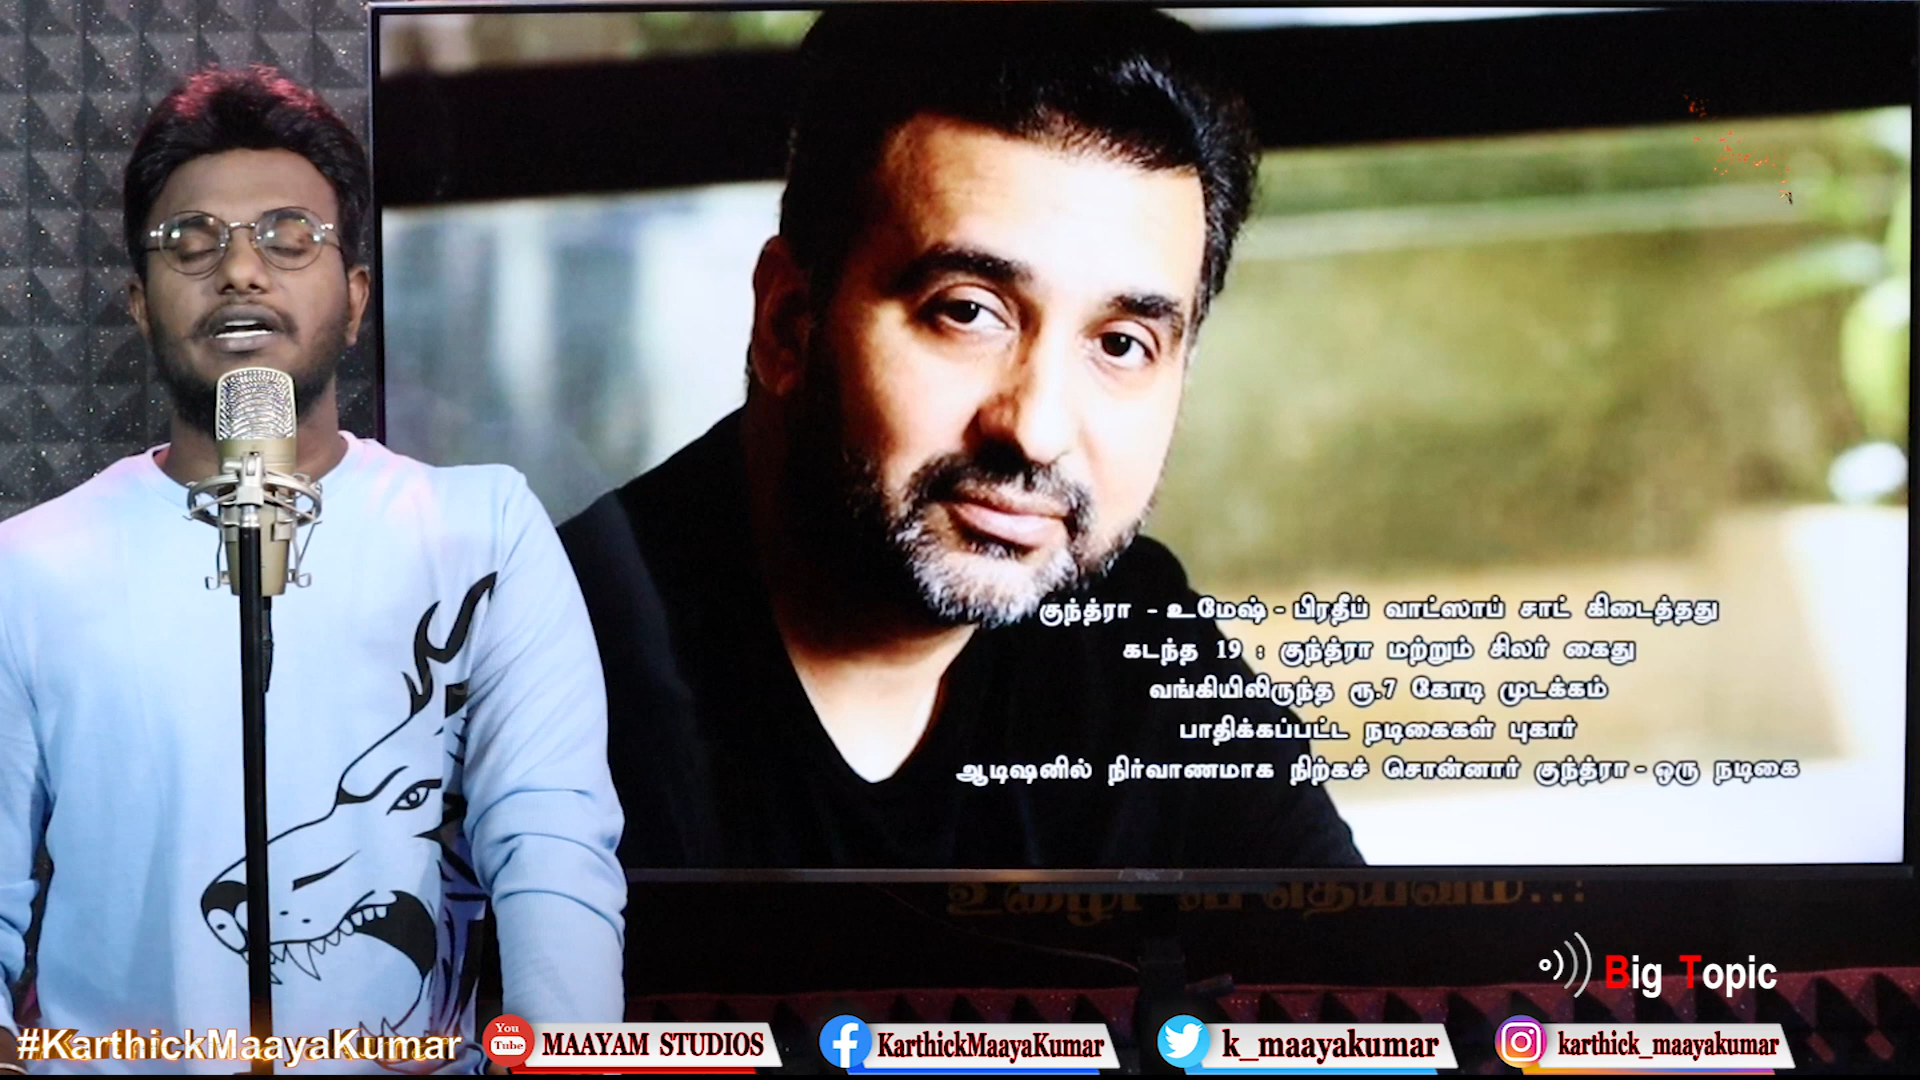 குந்த்ரா - உமேஷ் - பிரதீப் வாட்ஸாப் சாட் கிடைத்தது
கடந்த 19 : குந்த்ரா மற்றும் சிலர் கைது
வங்கியிலிருந்த ரூ.7 கோடி முடக்கம்
பாதிக்கப்பட்ட நடிகைகள் புகார்
ஆடிஷனில் நிர்வாணமாக நிற்கச் சொன்னார் குந்த்ரா - ஒரு நடிகை
Big Topic
#KarthickMaayaKumar
You Tube MAAYAM STUDIOS
KarthickMaayaKumar
k_maayakumar
karthick_maayakumar